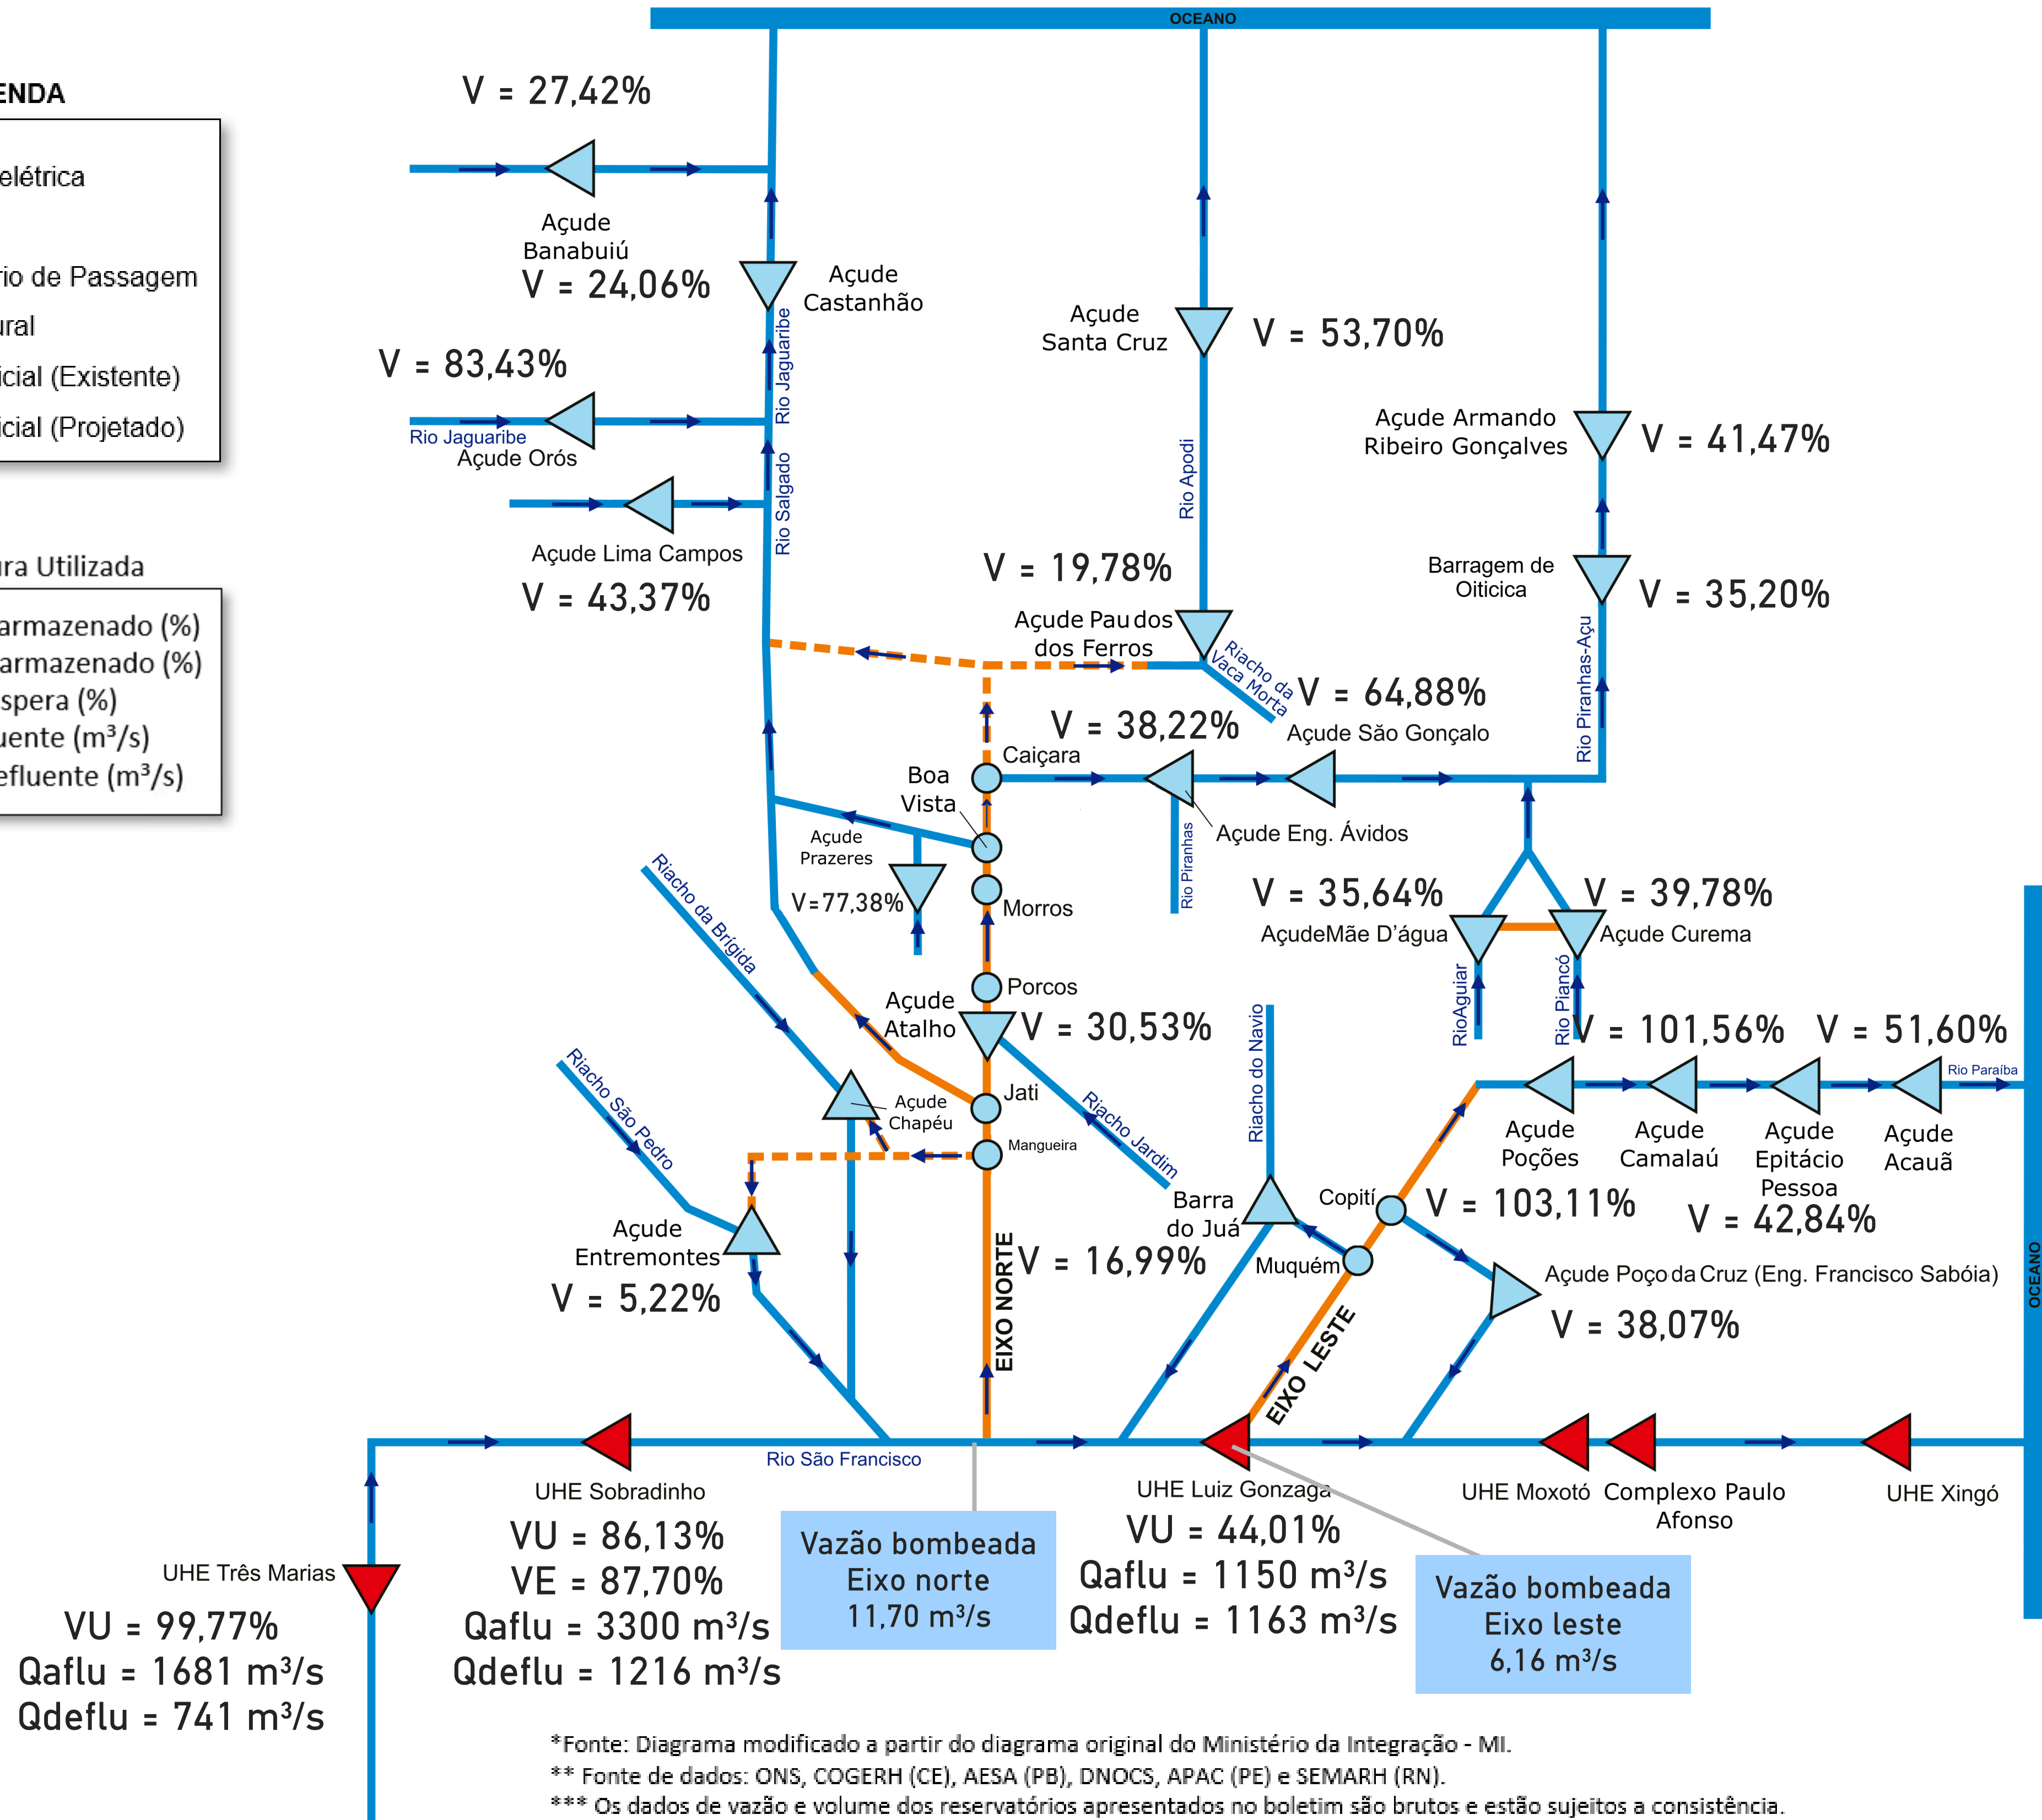 OCEANO
ENDA
elétrica
rio de Passagem
ural
icial (Existente)
icial (Projetado)
ura Utilizada
armazenado (%)
armazenado (%)
spera (%)
uente (m³/s)
efluente (m³/s)
V = 27,42%
Açude
Banabuiú
V = 24,06%
Açude
Castanhão
Rio Jaguaribe
V = 83,43%
Rio Jaguaribe
Açude Orós
Rio Salgado
Açude Lima Campos
V = 43,37%
Açude
Santa Cruz
V = 53,70%
Rio Apodi
Açude Armando
Ribeiro Gonçalves
V = 41,47%
V = 19,78%
Açude Pau dos
dos Ferros
Riacho da
Vaca Morta
Barragem de
Oiticica
V = 35,20%
Rio Piranhas-Açu
V = 64,88%
Açude São Gonçalo
V = 38,22%
Caiçara
Boa
Vista
Açude Eng. Ávidos
Rio Piranhas
Açude
Prazeres
V=77,38%
Morros
V = 35,64%
AçudeMãe D'água
V = 39,78%
Açude Curema
RioAguiar
Rio Piancó
Riacho da Brígida
Porcos
Açude
Atalho
V = 30,53%
Riacho do Navio
V = 101,56%
V = 51,60%
Rio Paraíba
Riacho São Pedro
Açude
Chapéu
Jati
Mangueira
Riacho Jardim
Açude
Poções
Açude
Camalaú
Açude
Epitácio
Pessoa
Açude
Acauã
V = 103,11%
V = 42,84%
Barra
do Juá
Copití
Muquém
V = 16,99%
Açude
Entremontes
V = 5,22%
EIXO NORTE
EIXO LESTE
Açude Poço da Cruz (Eng. Francisco Sabóia)
V = 38,07%
OCEANO
Rio São Francisco
UHE Sobradinho
VU = 86,13%
VE = 87,70%
Qaflu = 3300 m³/s
Qdeflu = 1216 m³/s
Vazão bombeada
Eixo norte
11,70 m³/s
UHE Luiz Gonzaga
VU = 44,01%
Qaflu = 1150 m³/s
Qdeflu = 1163 m³/s
Vazão bombeada
Eixo leste
6,16 m³/s
UHE Moxotó
Complexo Paulo
Afonso
UHE Xingó
UHE Três Marias
VU = 99,77%
Qaflu = 1681 m³/s
Qdeflu = 741 m³/s
*Fonte: Diagrama modificado a partir do diagrama original do Ministério da Integração - MI.
** Fonte de dados: ONS, COGERH (CE), AESA (PB), DNOCS, APAC (PE) e SEMARH (RN).
*** Os dados de vazão e volume dos reservatórios apresentados no boletim são brutos e estão sujeitos a consistência.